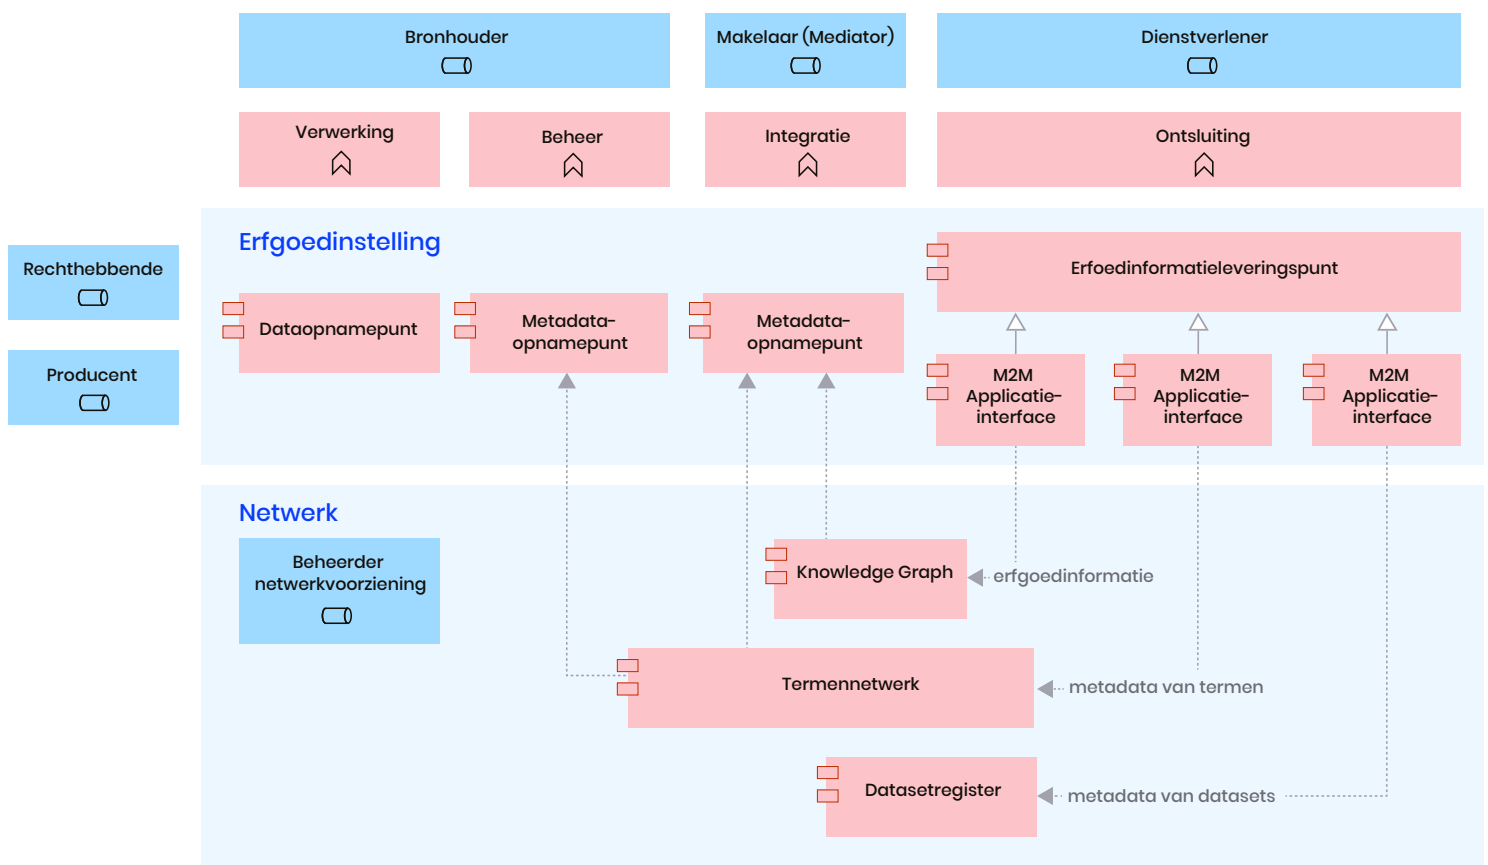 Bronhouder
Makelaar (Mediator)
Dienstverlener
Verwerking
Beheer
Integratie
Ontsluiting
Erfgoedinstelling
Rechthebbende
Producent
Erfoedinformatieleveringspunt
Dataopnamepunt
Metadata-
opnamepunt
Metadata-
opnamepunt
M2M
Applicatie-
interface
M2M
Applicatie-
interface
M2M
Applicatie-
interface
Netwerk
Beheerder
netwerkvoorziening
Knowledge Graph
erfgoedinformatie
Termennetwerk
metadata van termen
Datasetregister
metadata van datasets